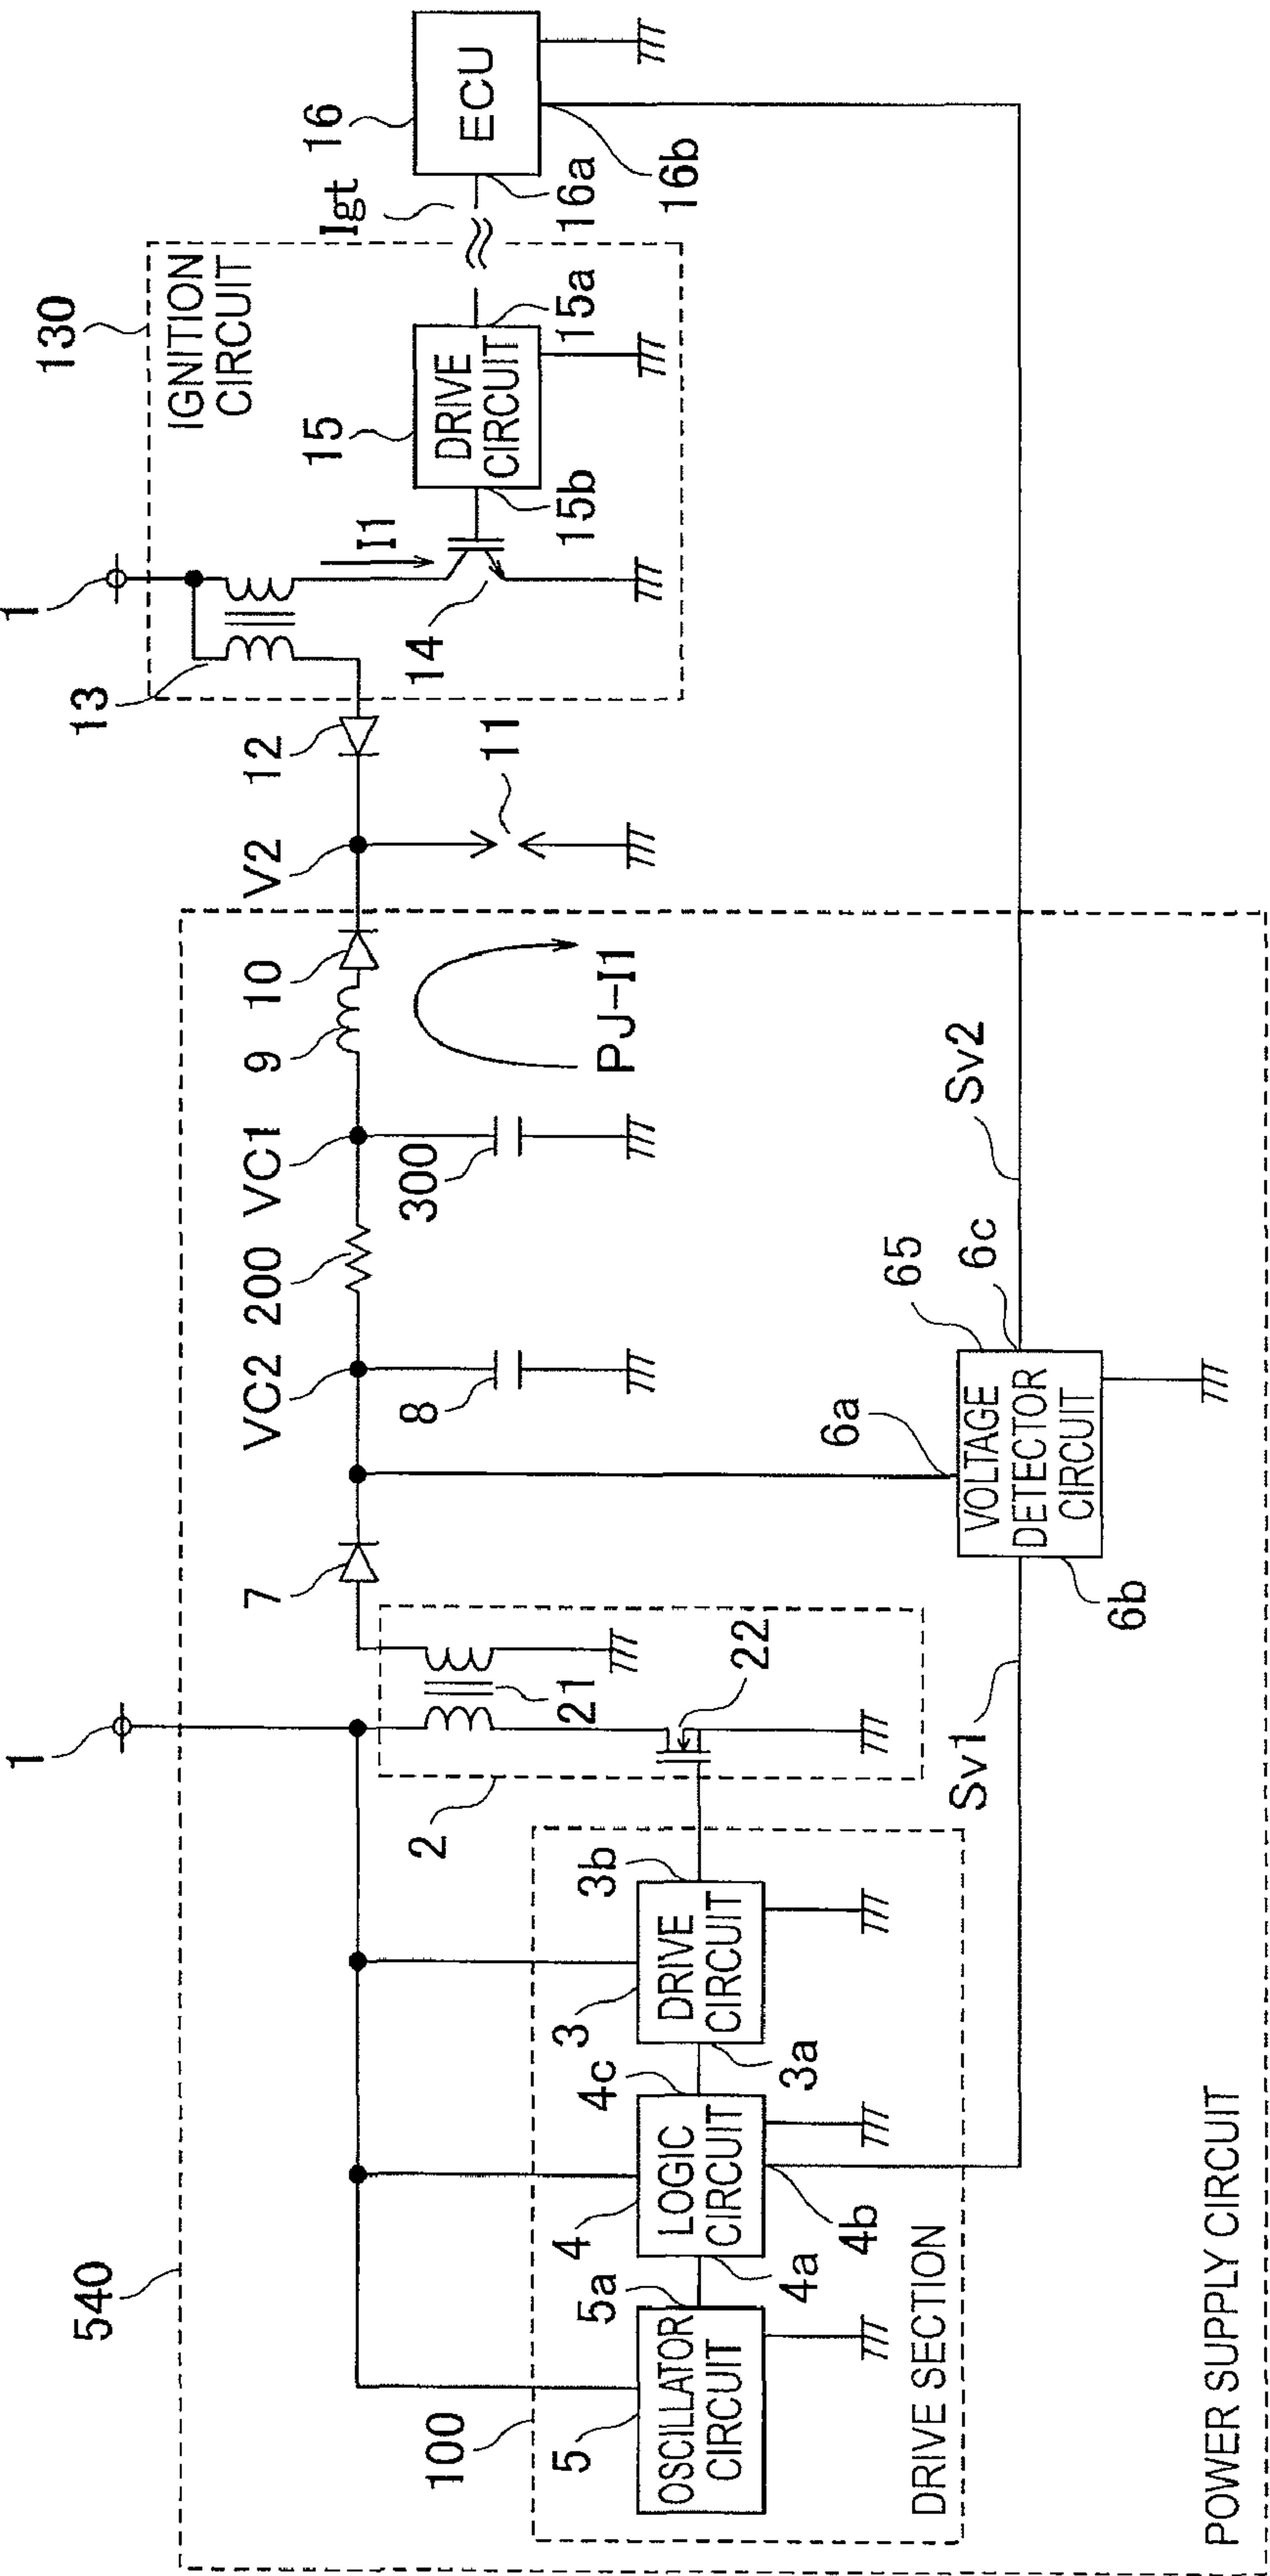 540
1
1
130
IGNITION
CIRCUIT
13
7
VC2
200
VC1
9
10
V2
12
I1
15
Igt
16
ECU
16a
16b
DRIVE
CIRCUIT
15a
15b
14
11
PJ-I1
300
8
21
22
2
100
5
OSCILLATOR
CIRCUIT
5a
4
LOGIC
CIRCUIT
4a
4b
4c
3
DRIVE
CIRCUIT
3a
3b
DRIVE SECTION
Sv1
6a
6b
VOLTAGE
DETECTOR
CIRCUIT
65
6c
Sv2
POWER SUPPLY CIRCUIT